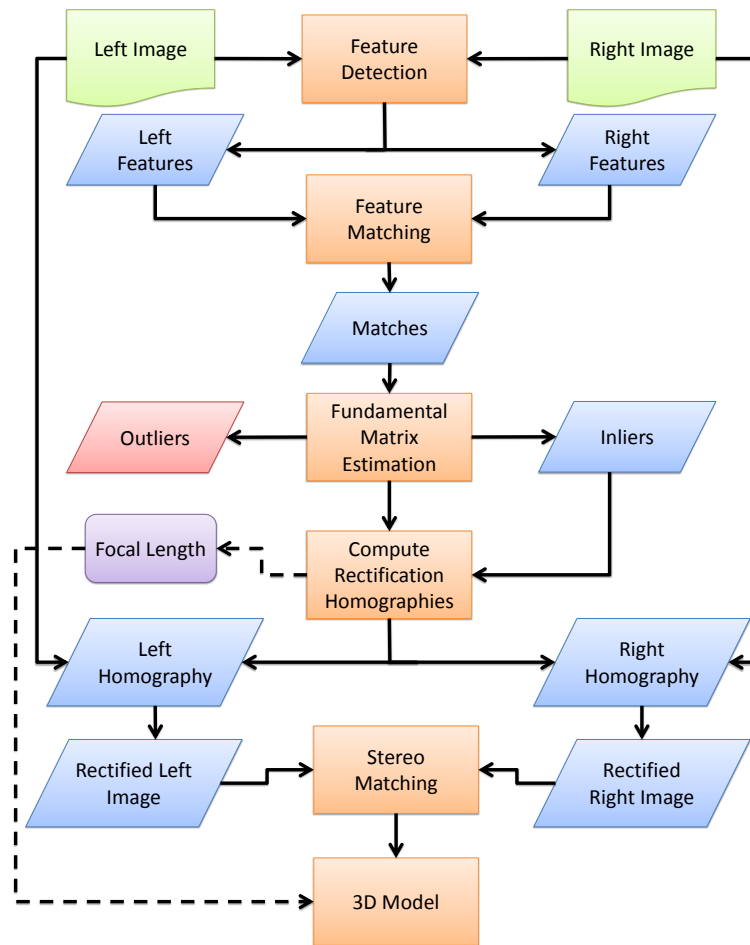 Left Image
Feature
Detection
Right Image
Left
Features
Right
Features
Feature
Matching
Matches
Outliers
Fundamental
Matrix
Estimation
Inliers
Focal Length
Compute
Rectification
Homographies
Left
Homography
Right
Homography
Rectified Left
Image
Stereo
Matching
Rectified
Right Image
3D Model